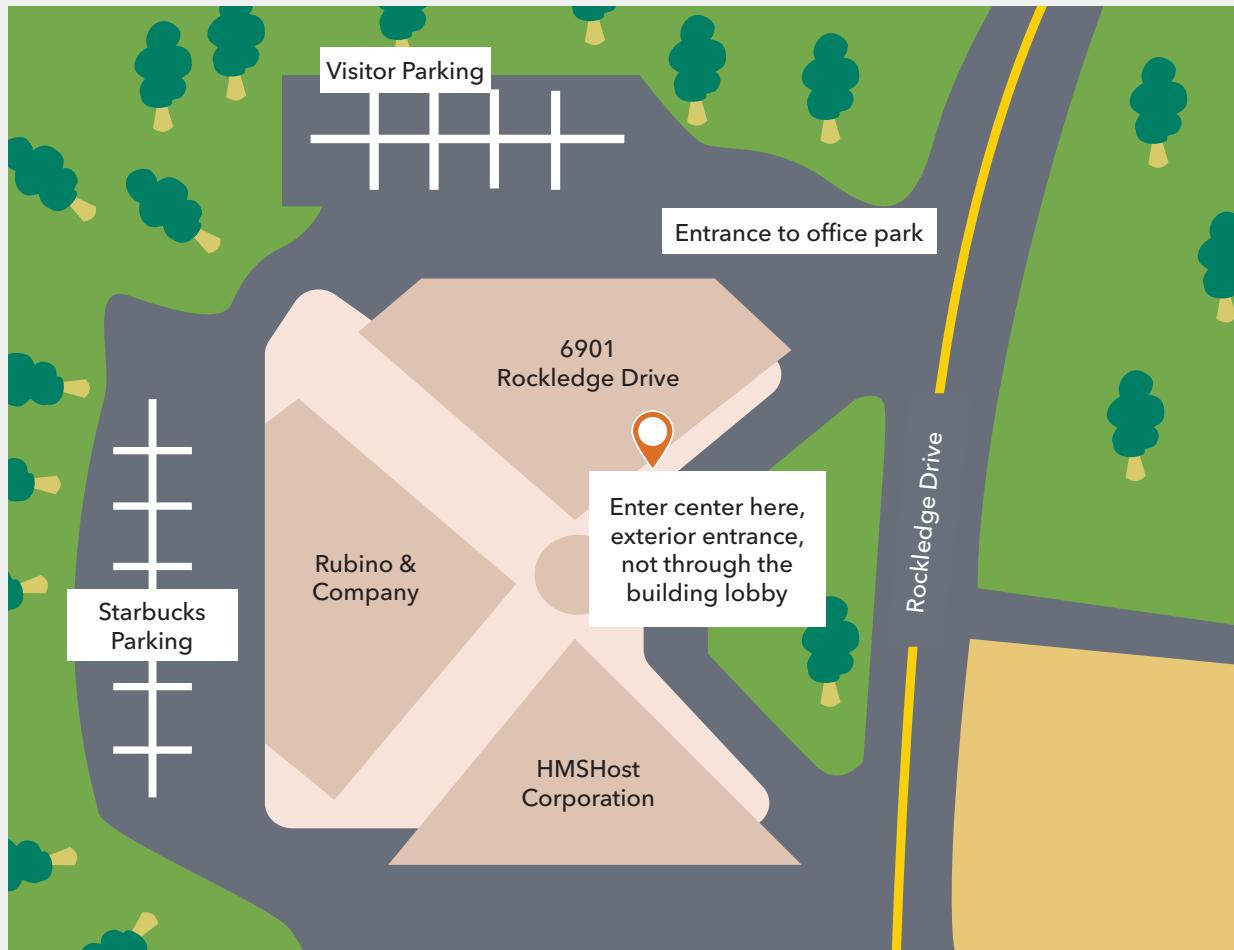 Visitor Parking
Entrance to office park
6901
Rockledge Drive
Enter center here,
exterior entrance,
not through the
building lobby
Rockledge Drive
Rubino &
Company
Starbucks
Parking
HMSHost
Corporation